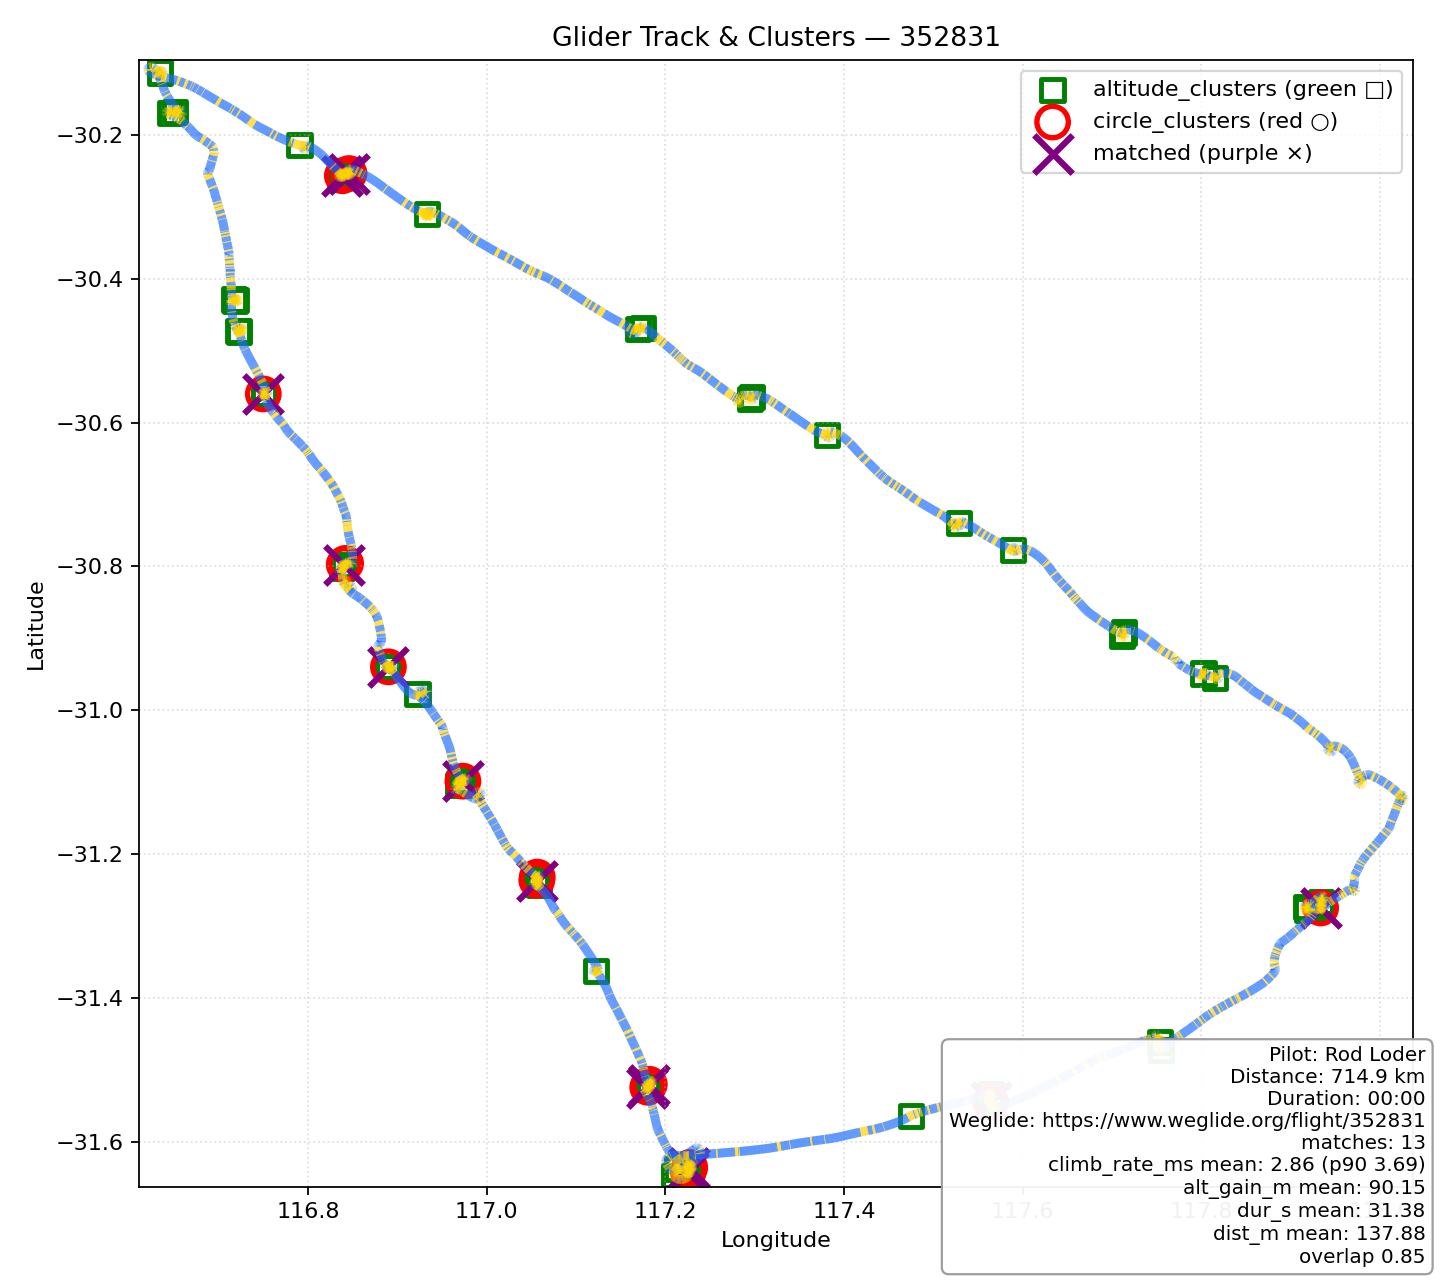 Glider Track & Clusters — 352831
altitude_clusters (green □)
circle_clusters (red ○)
matched (purple ×)
−30.2
−30.4
−30.6
−30.8
−31.0
−31.2
−31.4
−31.6
Latitude
116.8
117.0
117.2
117.4
117.6
117.8
Longitude
Pilot: Rod Loder
Distance: 714.9 km
Duration: 00:00
Weglide: https://www.weglide.org/flight/352831
matches: 13
climb_rate_ms mean: 2.86 (p90 3.69)
alt_gain_m mean: 90.15
dur_s mean: 31.38
dist_m mean: 137.88
overlap 0.85